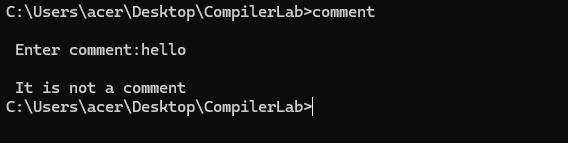 C:\Users\acer\Desktop\CompilerLab>comment
Enter comment:hello
It is not a comment
C:\Users\acer\Desktop\CompilerLab>